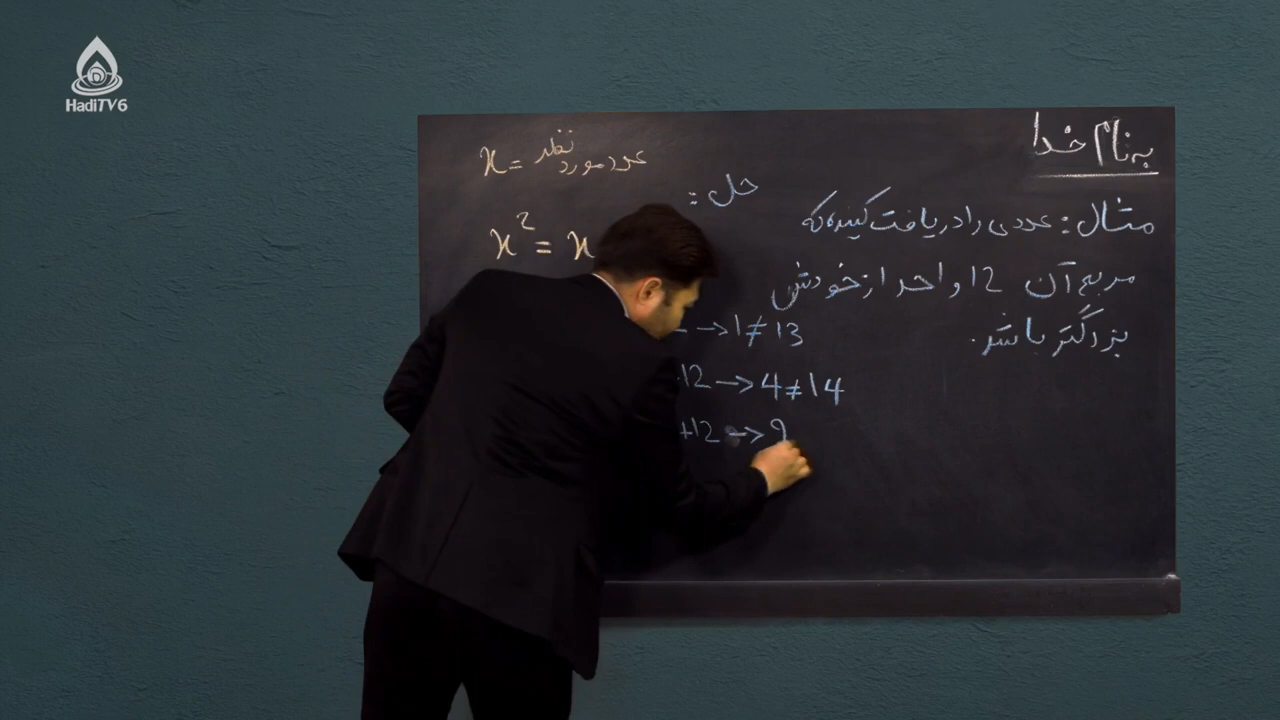 HadiTV6
به نام خدا
مثال: عددی را دریافت کنید که
مربع آن 12 واحد از خودش
بزرگتر باشد.
حل:
x = عدد مورد نظر
x² = x
→ 1 ≠ 13
12 → 4 ≠ 14
+12 → 9